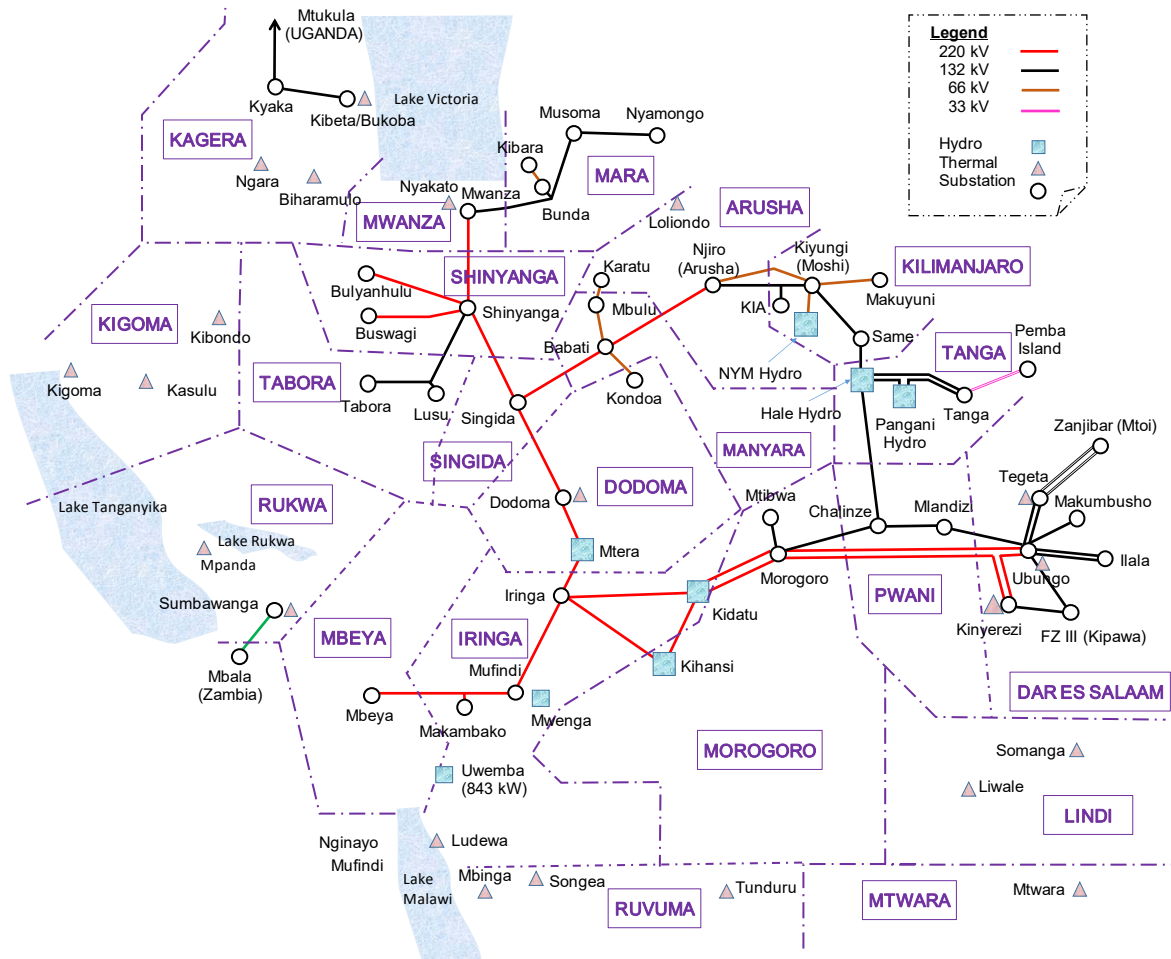 Mtukula
(UGANDA)
Legend
220 kV
132 kV
66 kV
33 kV
Hydro
Thermal
Substation
Kyaka
Kibeta/Bukoba
Lake Victoria
Musoma
Nyamongo
KAGERA
Kibara
MARA
Ngara
Biharamulo
Nyakato
Mwanza
Bunda
MWANZA
Loliondo
ARUSHA
SHINYANGA
Karatu
Njiro
(Arusha)
Kiyungi
(Moshi)
KILIMANJARO
Bulyanhulu
Makuyuni
Mbulu
KIA
KIGOMA
Kibondo
Buswagi
Shinyanga
Babati
Same
Pemba
Island
TANGA
NYM Hydro
Kigoma
Kasulu
TABORA
Tabora
Lusu
Kondoa
Singida
Hale Hydro
Pangani
Hydro
Tanga
Zanjibar (Mtoi)
SINGIDA
MANYARA
Tegeta
RUKWA
Dodoma
DODOMA
Mtibwa
Makumbusho
Lake Tanganyika
Chalinze
Mlandizi
Lake Rukwa
Mpanda
Mtera
Morogoro
Ilala
Ubungo
Sumbawanga
Iringa
Kidatu
PWANI
Kinyerezi
FZ III (Kipawa)
MBEYA
IRINGA
Mbala
(Zambia)
Mufindi
Kihansi
DAR ES SALAAM
Mbeya
Makambako
Mwenga
MOROGORO
Somanga
Uwemba
(843 kW)
Liwale
LINDI
Nginayo
Mufindi
Ludewa
Lake
Malawi
Mbinga
Songea
Tunduru
RUVUMA
MTWARA
Mtwara